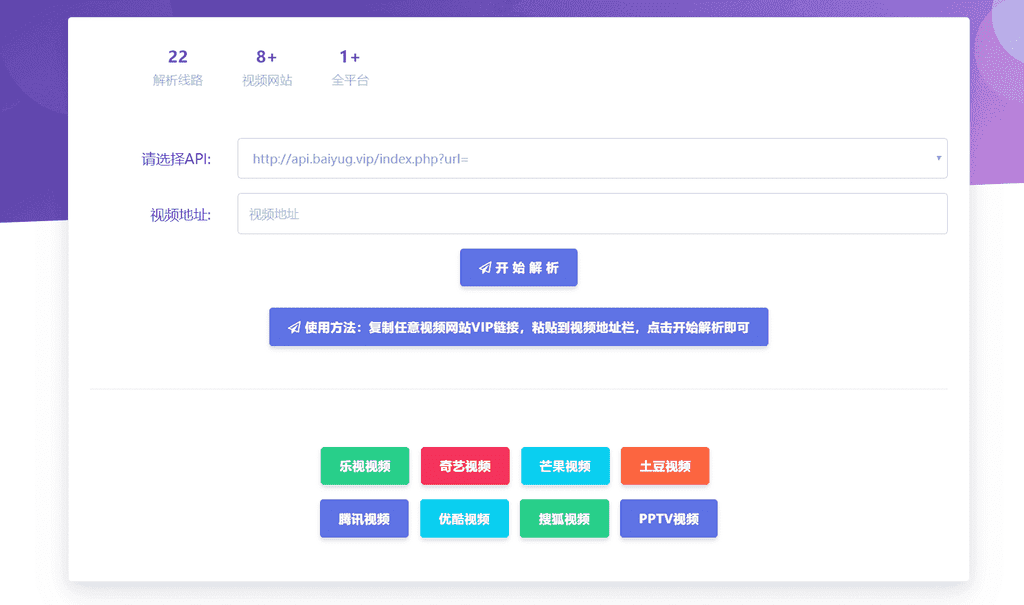 22 8+ 1+
解析线路 视频网站 全平台
请选择API: http://api.baiyug.vip/index.php?url=
视频地址: 视频地址
开 始 解 析
使用方法：复制任意视频网站VIP链接，粘贴到视频地址栏，点击开始解析即可
乐视视频 奇艺视频 芒果视频 土豆视频
腾讯视频 优酷视频 搜狐视频 PPTV视频